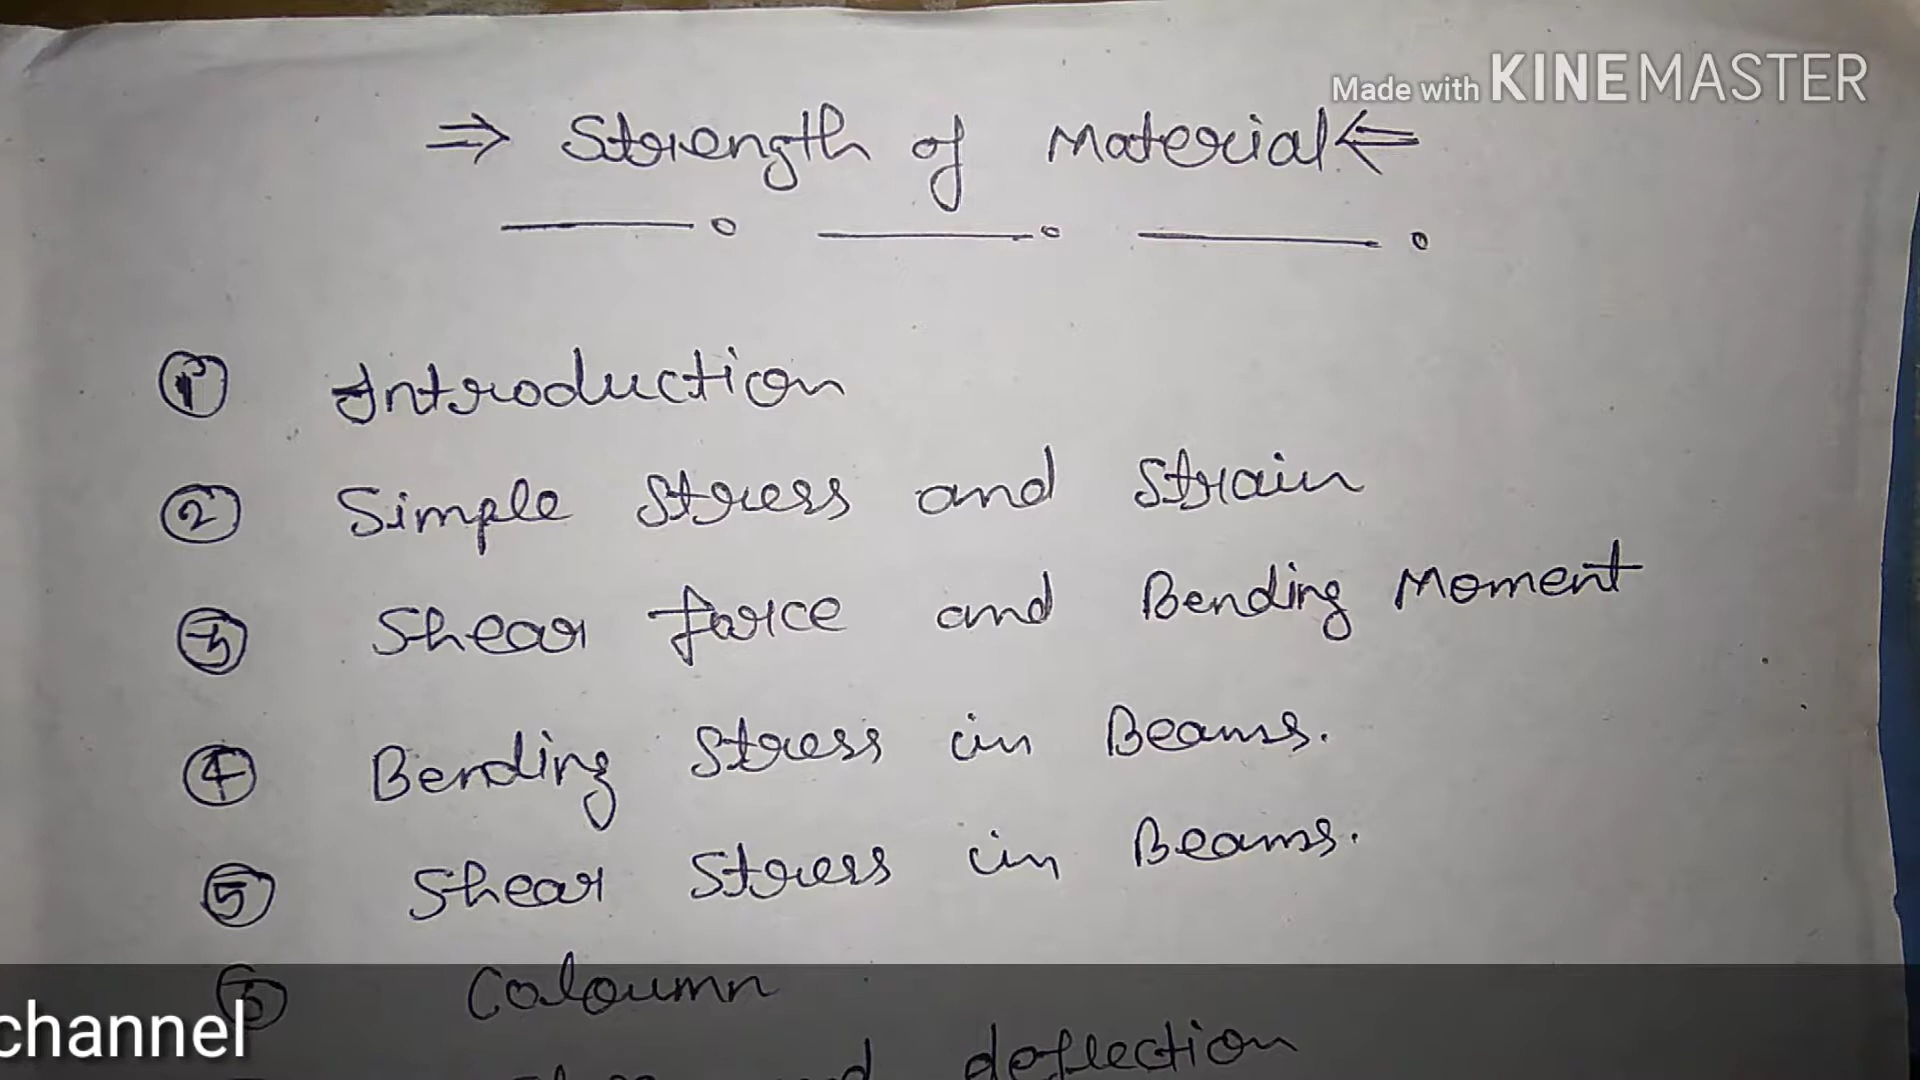 Made with KINEMASTER
⇒ Strength of Material ⇐
① Introduction
② Simple Stress and Strain
③ Shear force and Bending Moment
④ Bending Stress in Beams.
⑤ Shear Stress in Beams.
⑥ Coloumn
channel
deflection